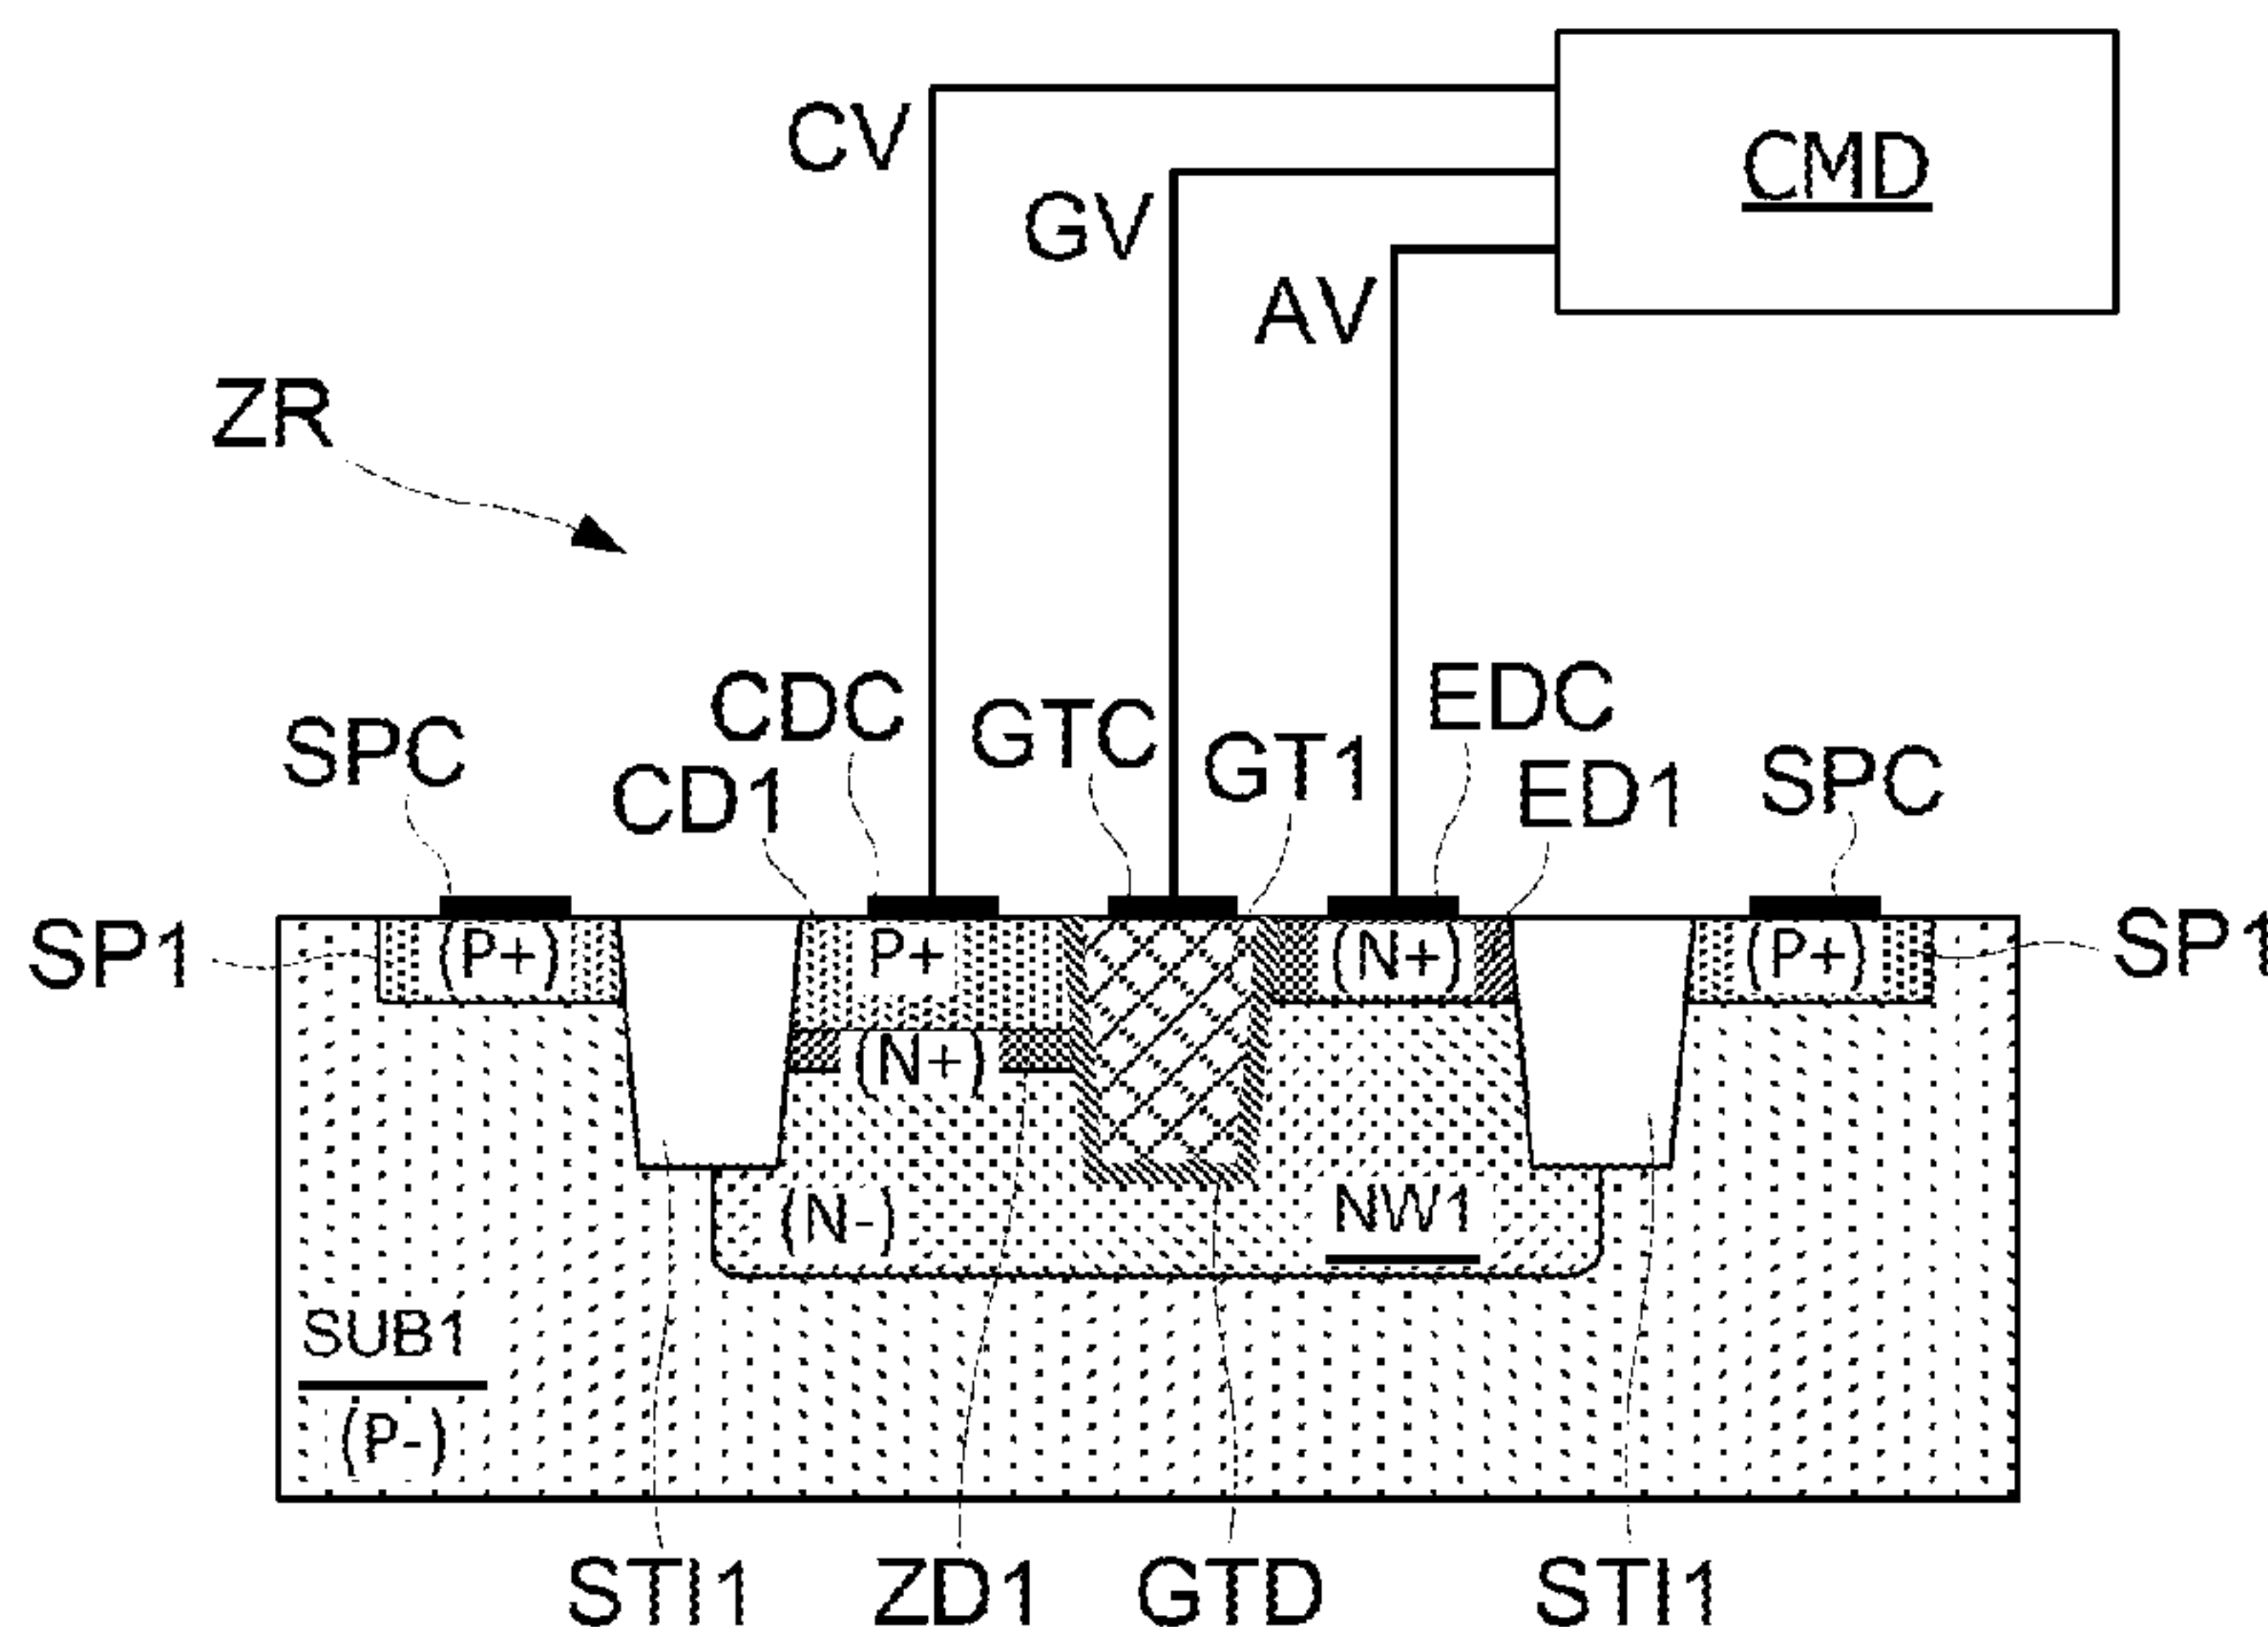 CV
CMD
GV
AV
ZR
CDC
EDC
SPC
GTC
GT1
SPC
CD1
ED1
SP1
(P+)
P+
(N+)
(P+)
SP1
(N+)
(N-)
NW1
SUB1
(P-)
STI1
ZD1
GTD
STI1